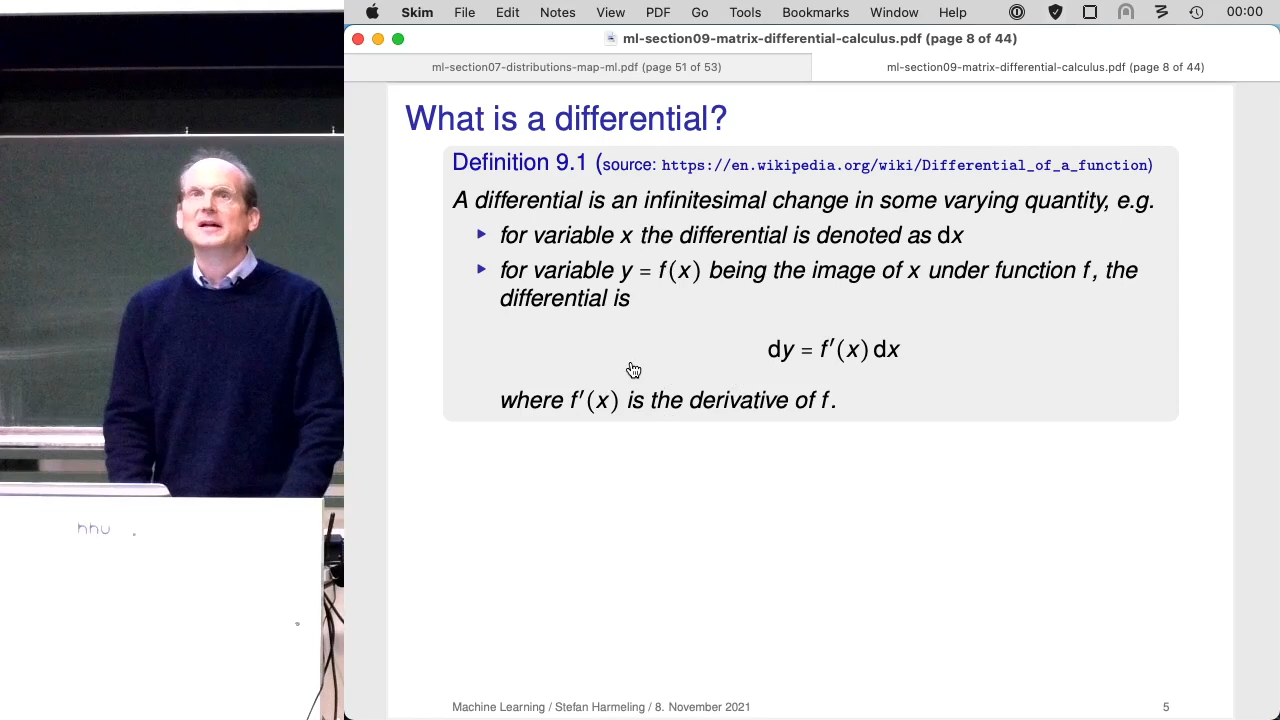 Skim File Edit Notes View PDF Go Tools Bookmarks Window Help 00:00
ml-section09-matrix-differential-calculus.pdf (page 8 of 44)
ml-section07-distributions-map-ml.pdf (page 51 of 53)
ml-section09-matrix-differential-calculus.pdf (page 8 of 44)
What is a differential?
Definition 9.1 (source: https://en.wikipedia.org/wiki/Differential_of_a_function)
A differential is an infinitesimal change in some varying quantity, e.g.
for variable x the differential is denoted as dx
for variable y = f(x) being the image of x under function f, the
differential is
dy = f′(x) dx
where f′(x) is the derivative of f.
Machine Learning / Stefan Harmeling / 8. November 2021
5
hhu